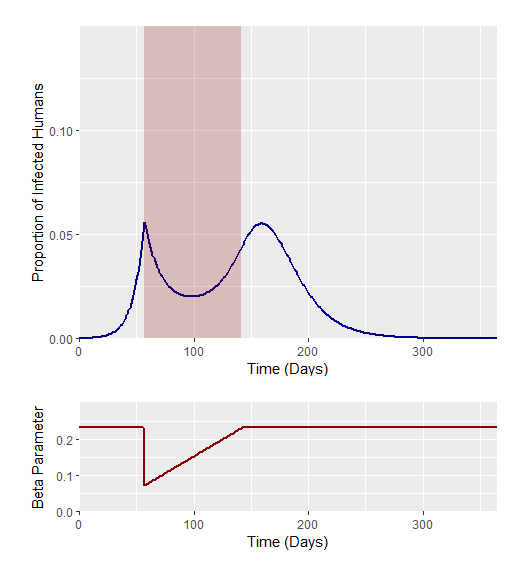 Proportion of Infected Humans
0.10
0.05
0.00
0 100 200 300
Time (Days)
Beta Parameter
0.2
0.1
0.0
0 100 200 300
Time (Days)